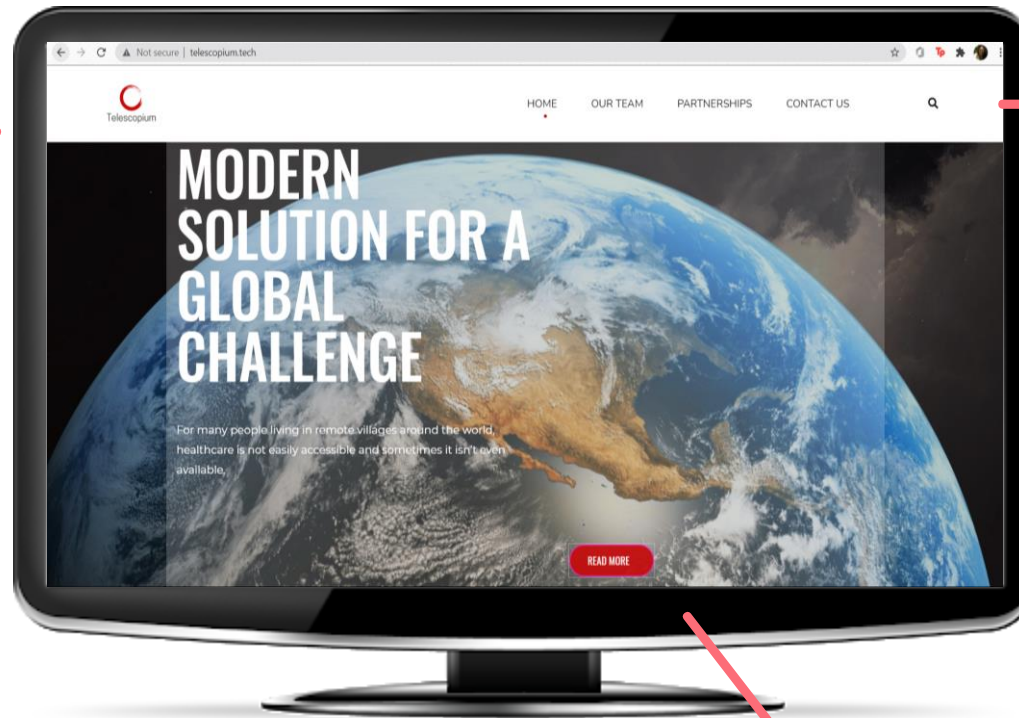 Not secure | telescopium.tech
Tp
Telescopium
HOME OUR TEAM PARTNERSHIPS CONTACT US
MODERN
SOLUTION FOR A
GLOBAL
CHALLENGE
For many people living in remote villages around the world,
healthcare is not easily accessible and sometimes it isn't even
available,
READ MORE